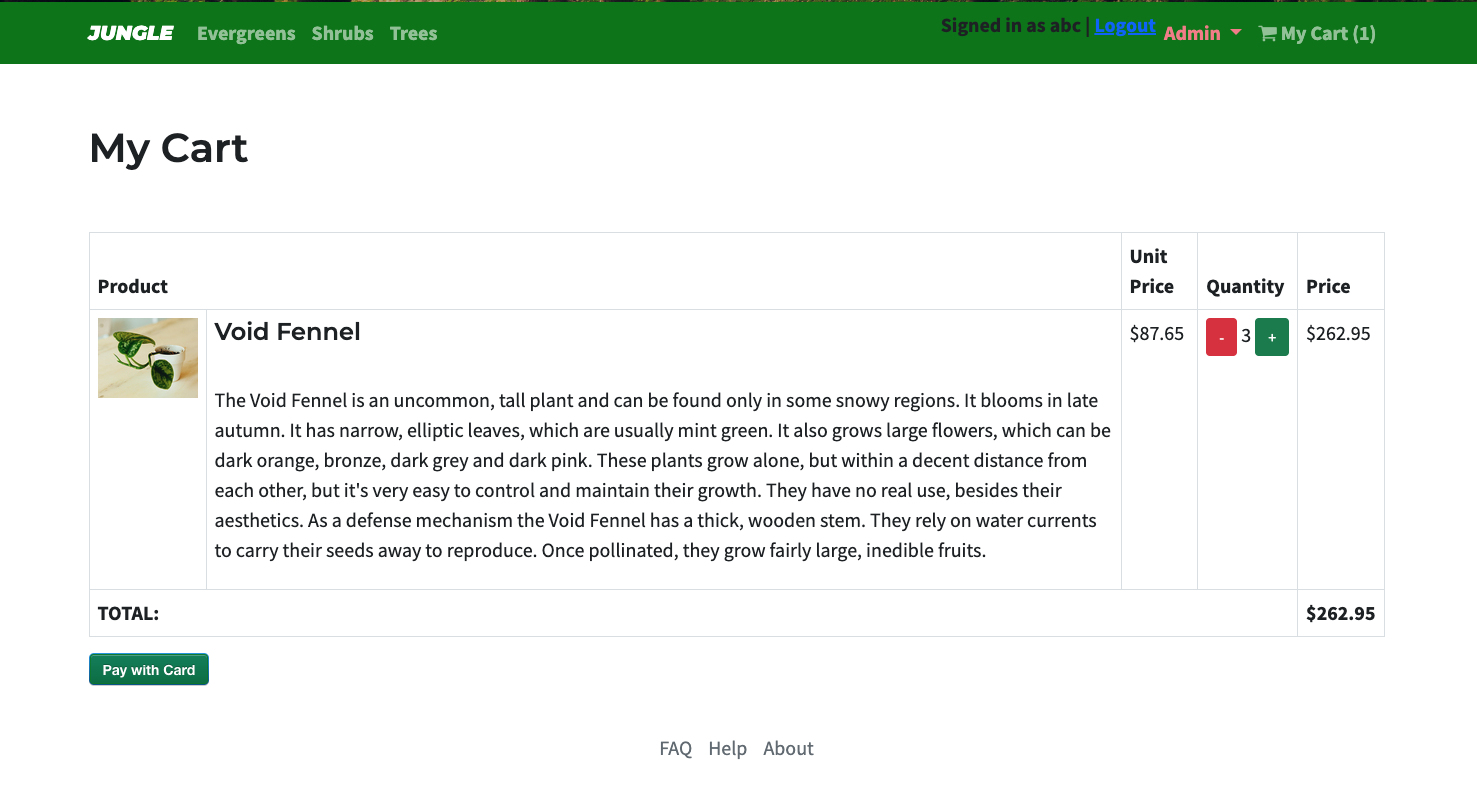 JUNGLE Evergreens Shrubs Trees Signed in as abc | Logout Admin My Cart (1)
My Cart
Product Unit Price Quantity Price
Void Fennel $87.65 - 3 + $262.95
The Void Fennel is an uncommon, tall plant and can be found only in some snowy regions. It blooms in late
autumn. It has narrow, elliptic leaves, which are usually mint green. It also grows large flowers, which can be
dark orange, bronze, dark grey and dark pink. These plants grow alone, but within a decent distance from
each other, but it's very easy to control and maintain their growth. They have no real use, besides their
aesthetics. As a defense mechanism the Void Fennel has a thick, wooden stem. They rely on water currents
to carry their seeds away to reproduce. Once pollinated, they grow fairly large, inedible fruits.
TOTAL: $262.95
Pay with Card
FAQ Help About